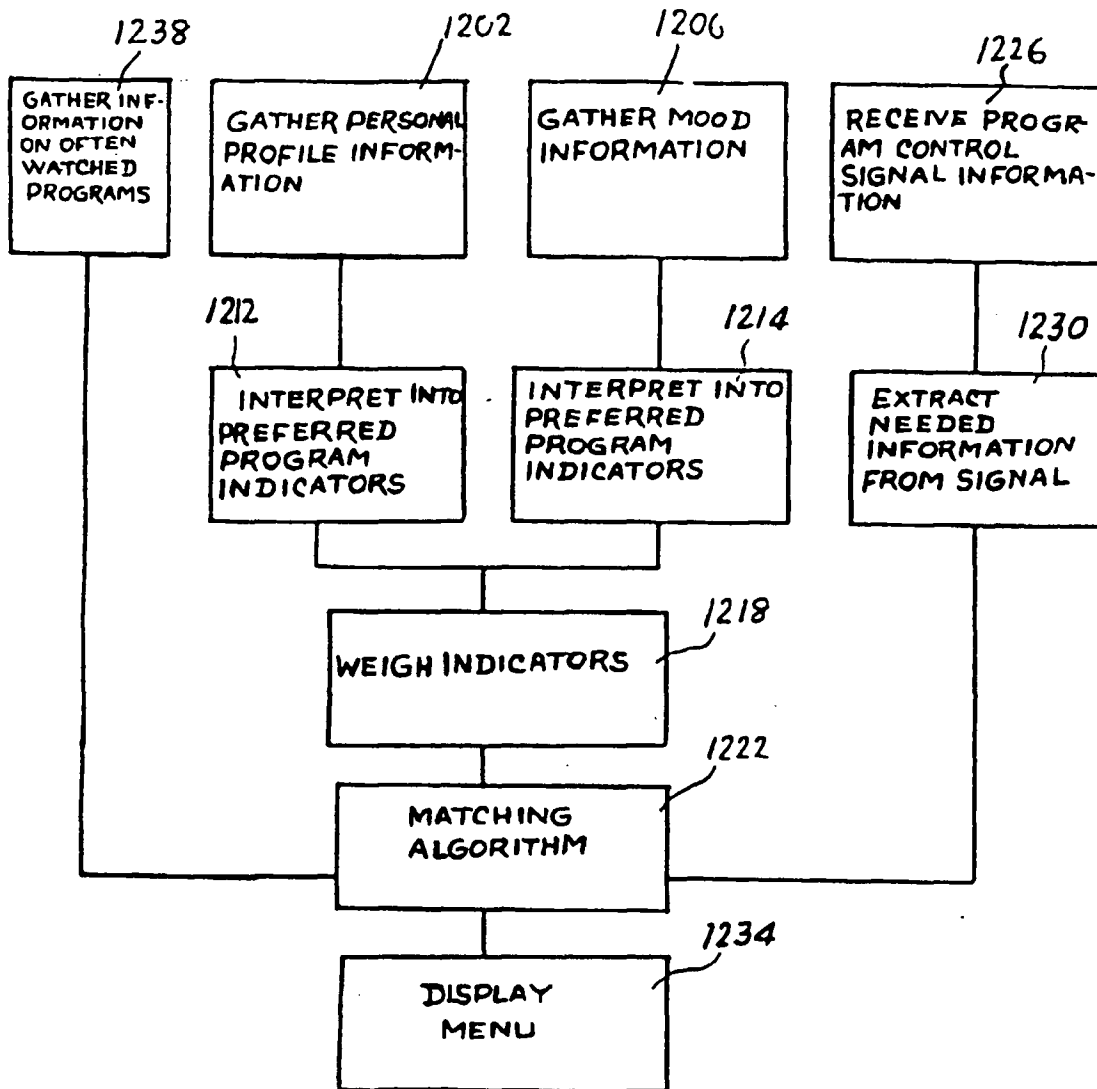 1238
GATHER INF-
ORMATION
ON OFTEN
WATCHED
PROGRAMS
1202
GATHER PERSONAL
PROFILE INFORM-
ATION
1206
GATHER MOOD
INFORMATION
1226
RECEIVE PROGR-
AM CONTROL
SIGNAL INFORMA-
TION
1212
INTERPRET INTO
PREFERRED
PROGRAM
INDICATORS
1214
INTERPRET INTO
PREFERRED
PROGRAM
INDICATORS
1230
EXTRACT
NEEDED
INFORMATION
FROM SIGNAL
1218
WEIGH INDICATORS
1222
MATCHING
ALGORITHM
1234
DISPLAY
MENU